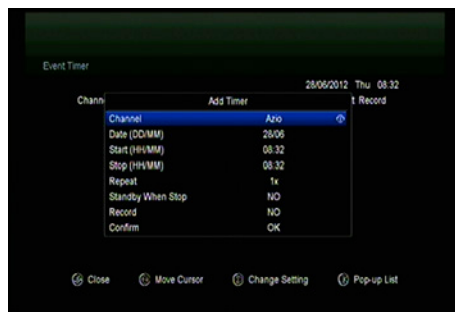 Event Timer
28/06/2012 Thu 08:32
Chann
t Record
Add Timer
Channel Azio
Date (DD/MM) 28/06
Start (HH/MM) 08:32
Stop (HH/MM) 08:32
Repeat 1x
Standby When Stop NO
Record NO
Confirm OK
Close Move Cursor Change Setting Pop-up List